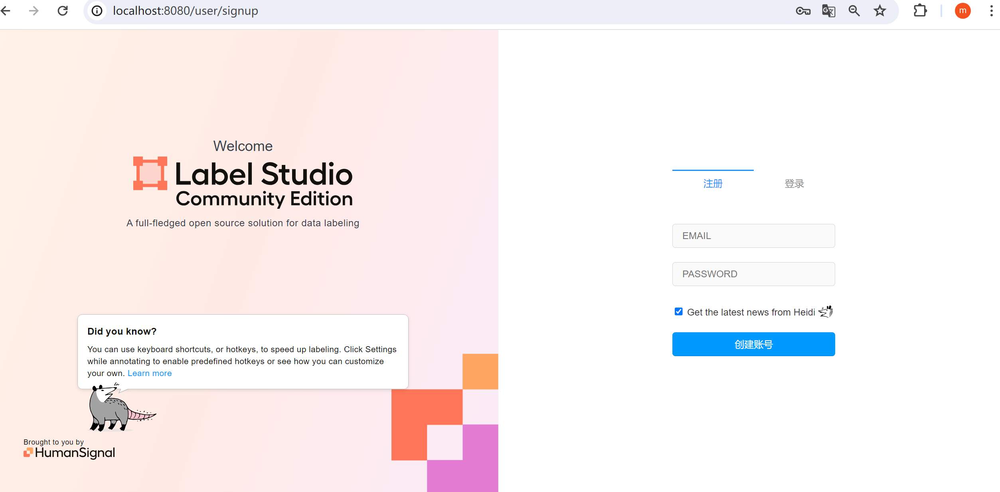 localhost:8080/user/signup
m
Welcome
Label Studio
Community Edition
A full-fledged open source solution for data labeling
Did you know?
You can use keyboard shortcuts, or hotkeys, to speed up labeling. Click Settings
while annotating to enable predefined hotkeys or see how you can customize
your own. Learn more
Brought to you by
HumanSignal
注册
登录
EMAIL
PASSWORD
Get the latest news from Heidi
创建账号